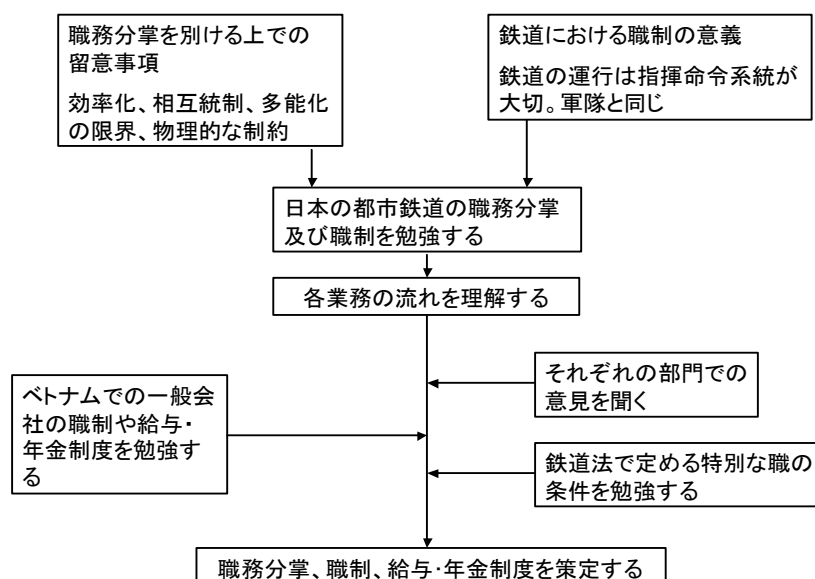 職務分掌を別ける上での
留意事項
効率化、相互統制、多能化
の限界、物理的な制約
鉄道における職制の意義
鉄道の運行は指揮命令系統が
大切。軍隊と同じ
日本の都市鉄道の職務分掌
及び職制を勉強する
各業務の流れを理解する
それぞれの部門での
意見を聞く
ベトナムでの一般会
社の職制や給与・
年金制度を勉強す
る
鉄道法で定める特別な職の
条件を勉強する
職務分掌、職制、給与・年金制度を策定する